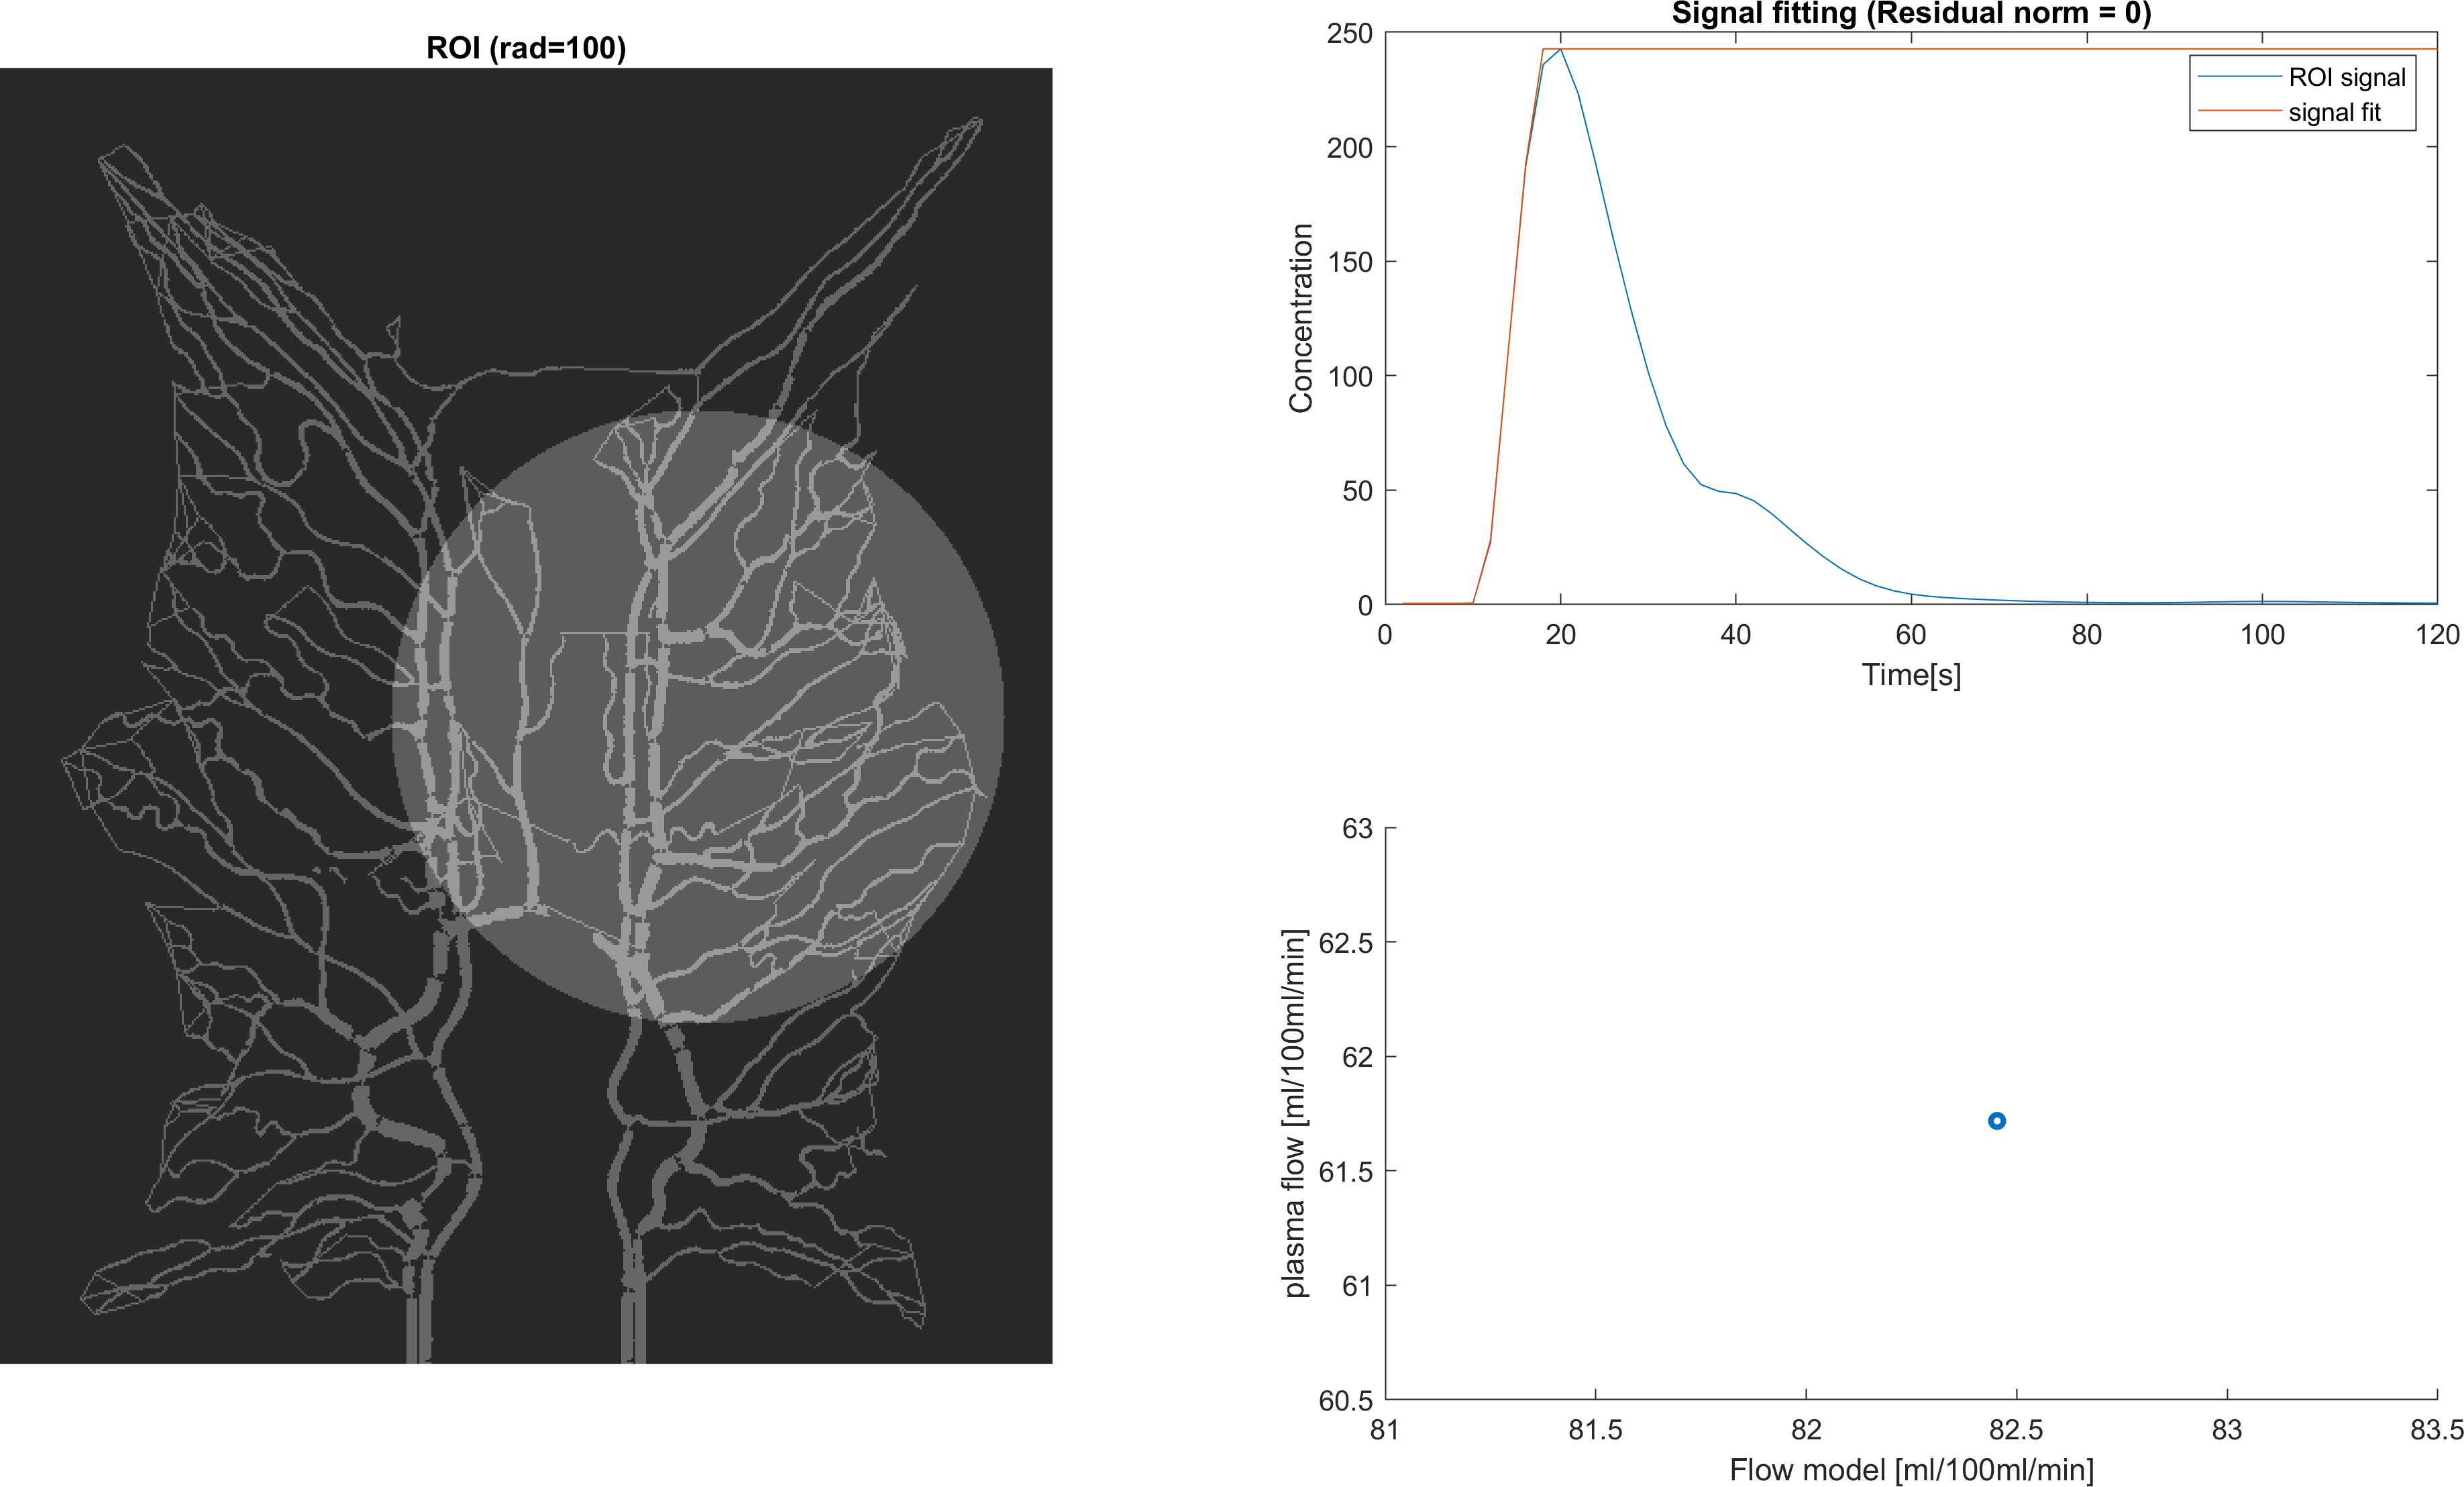 ROI (rad=100)
Signal fitting (Residual norm = 0)
250
200
150
100
50
0
Concentration
ROI signal
signal fit
0 20 40 60 80 100 120
Time[s]
63
62.5
62
61.5
61
60.5
plasma flow [ml/100ml/min]
81 81.5 82 82.5 83 83.5
Flow model [ml/100ml/min]